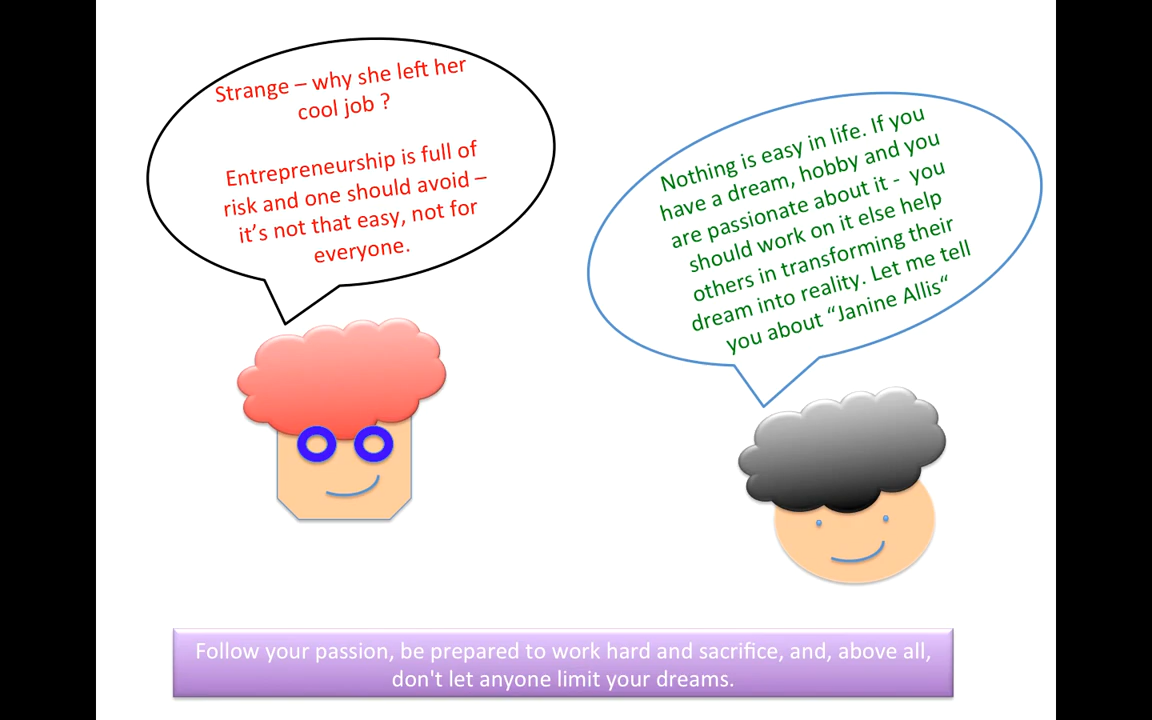 Strange – why she left her
cool job ?
Entrepreneurship is full of
risk and one should avoid –
it's not that easy, not for
everyone.
Nothing is easy in life. If you
have a dream, hobby and you
are passionate about it - you
should work on it else help
others in transforming their
dream into reality. Let me tell
you about “Janine Allis“
Follow your passion, be prepared to work hard and sacrifice, and, above all,
don't let anyone limit your dreams.